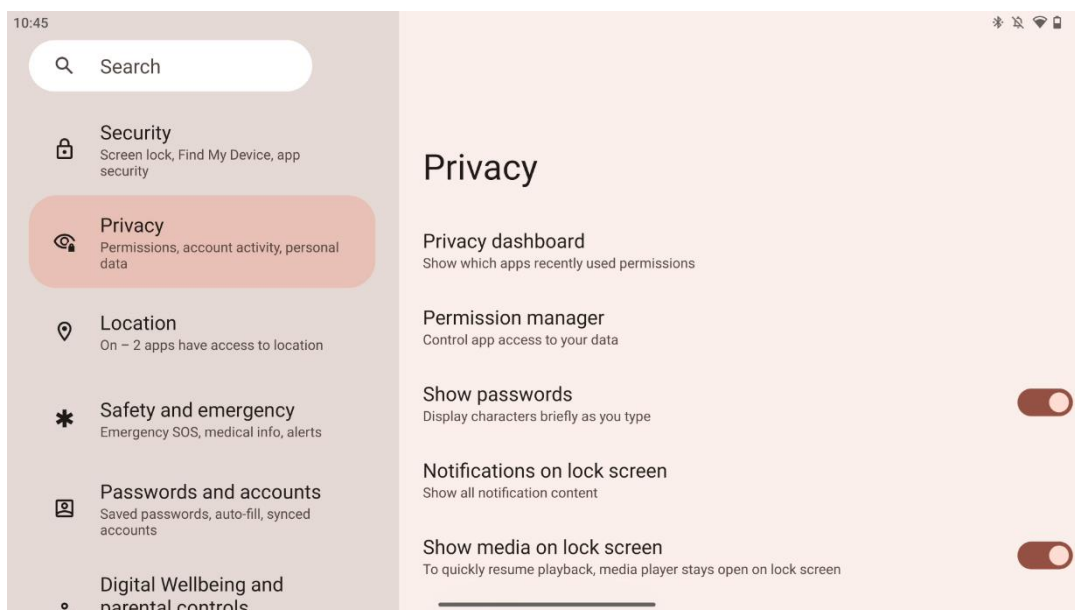 10:45
Search
Security
Screen lock, Find My Device, app
security
Privacy
Permissions, account activity, personal
data
Location
On – 2 apps have access to location
Safety and emergency
Emergency SOS, medical info, alerts
Passwords and accounts
Saved passwords, auto-fill, synced
accounts
Digital Wellbeing and
parental controls
Privacy
Privacy dashboard
Show which apps recently used permissions
Permission manager
Control app access to your data
Show passwords
Display characters briefly as you type
Notifications on lock screen
Show all notification content
Show media on lock screen
To quickly resume playback, media player stays open on lock screen